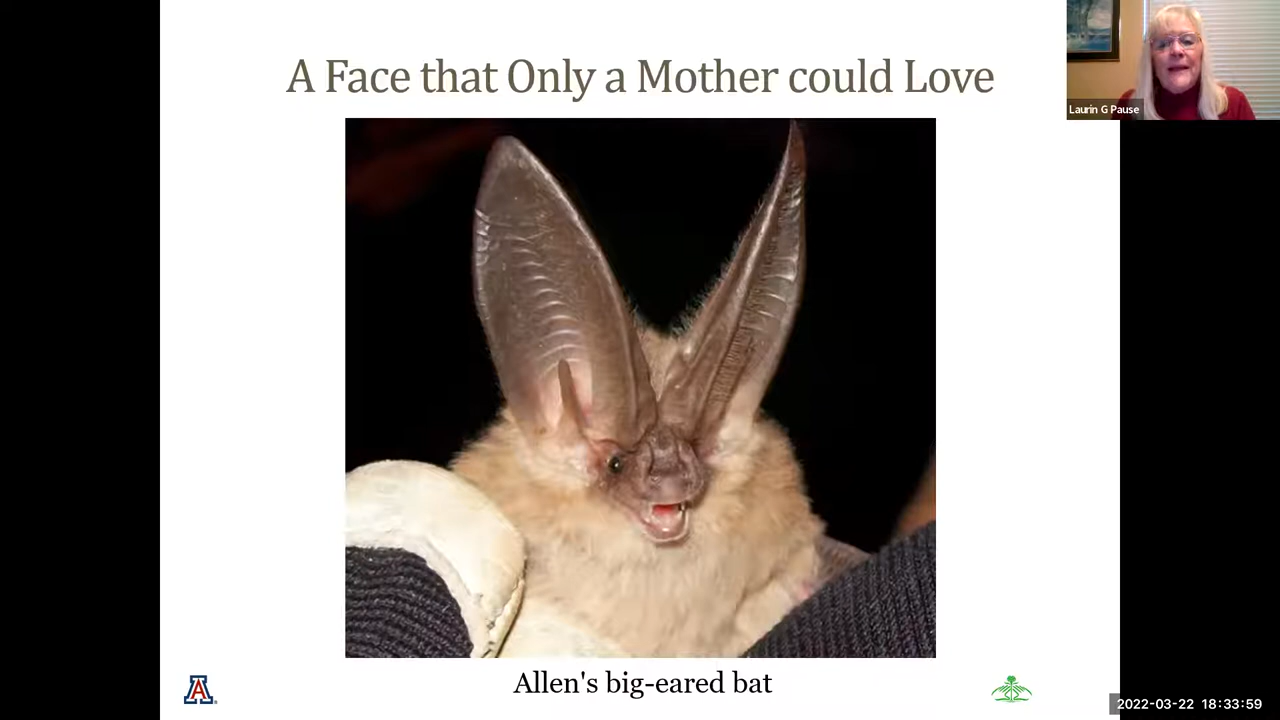 A Face that Only a Mother could Love
Laurin G Pause
Allen's big-eared bat
A
2022-03-22 18:33:59